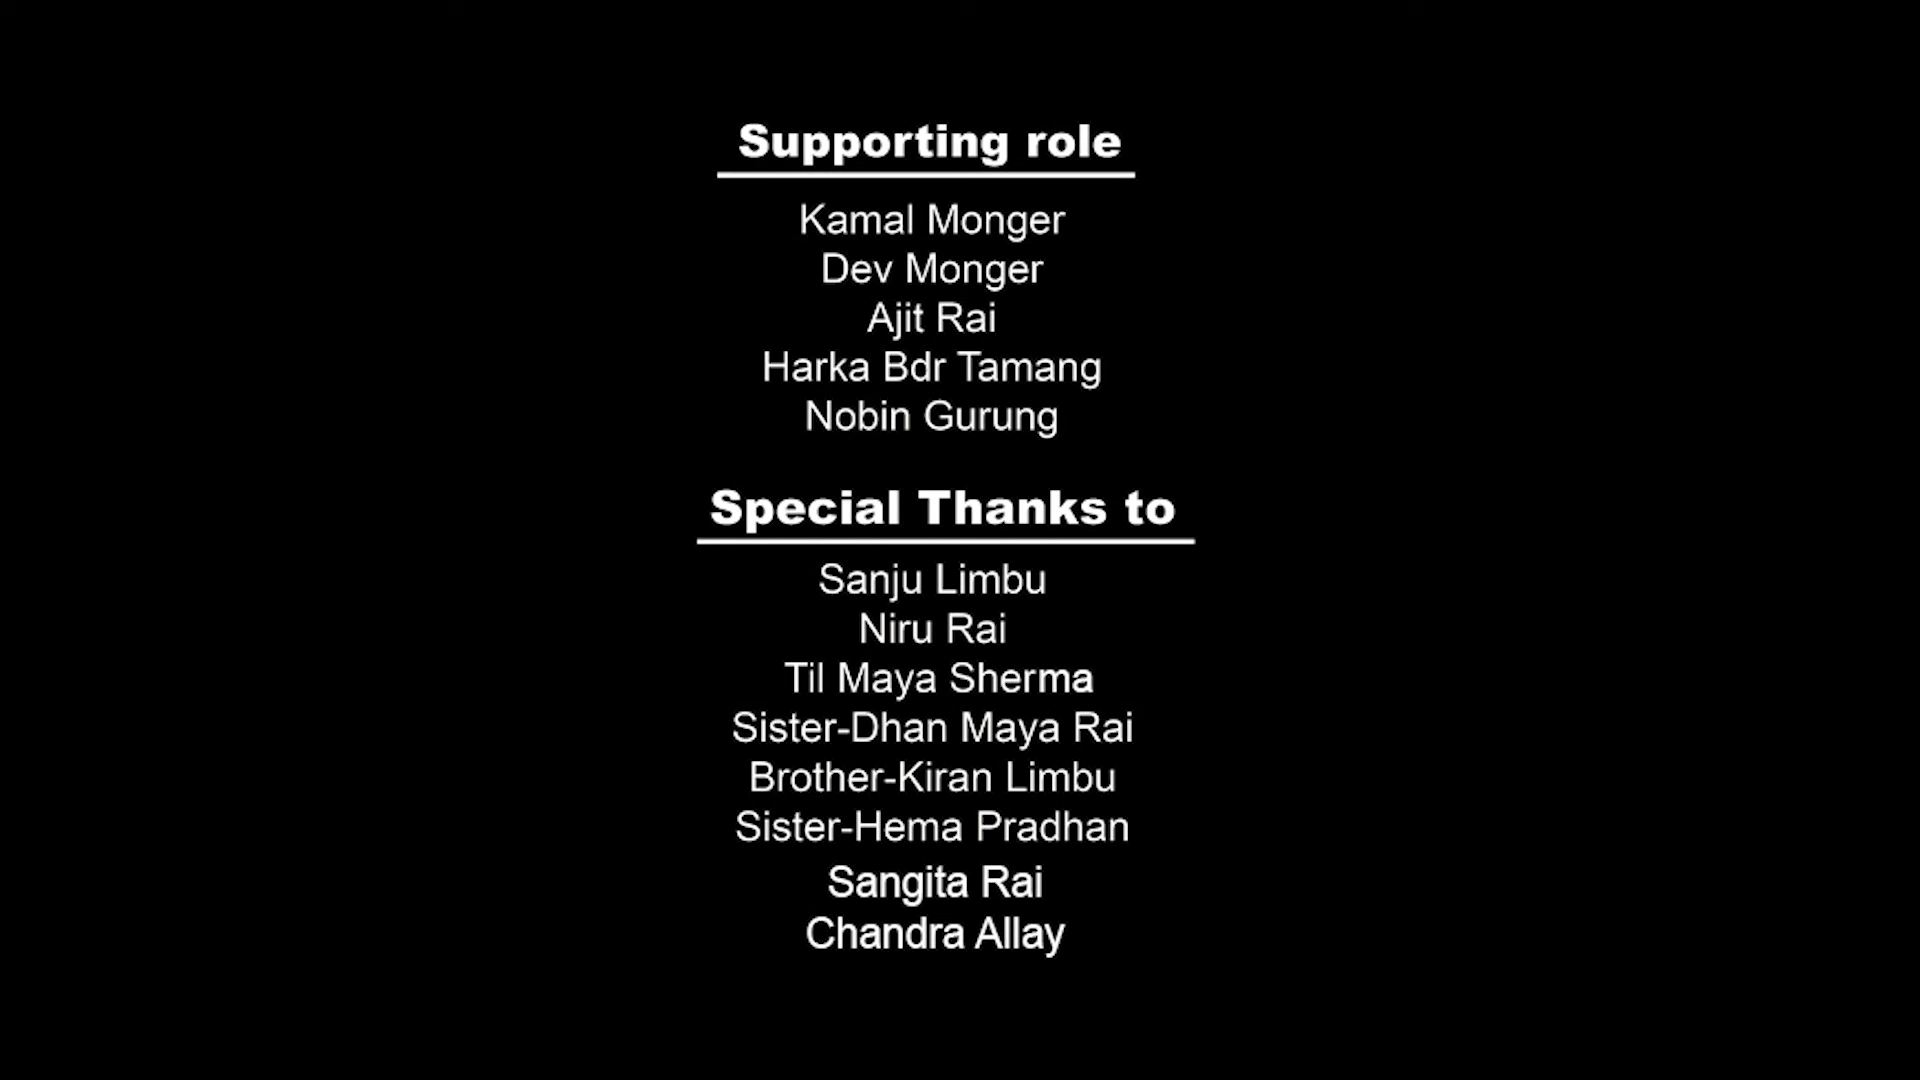 Supporting role
Kamal Monger
Dev Monger
Ajit Rai
Harka Bdr Tamang
Nobin Gurung
Special Thanks to
Sanju Limbu
Niru Rai
Til Maya Sherma
Sister-Dhan Maya Rai
Brother-Kiran Limbu
Sister-Hema Pradhan
Sangita Rai
Chandra Allay